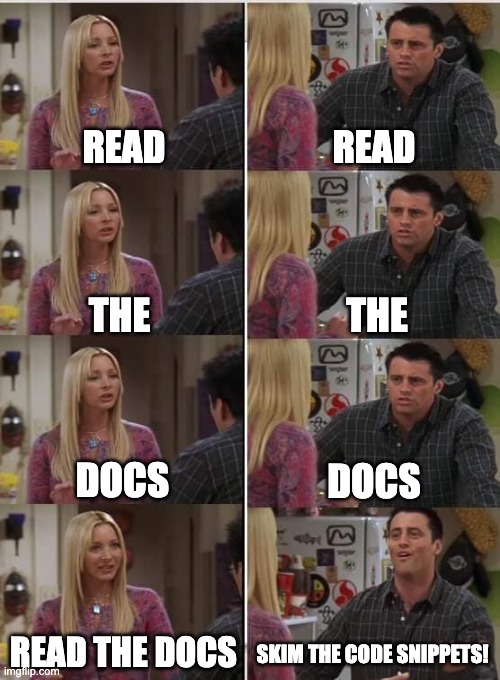 READ
READ
THE
THE
DOCS
DOCS
READ THE DOCS
SKIM THE CODE SNIPPETS!
imgflip.com